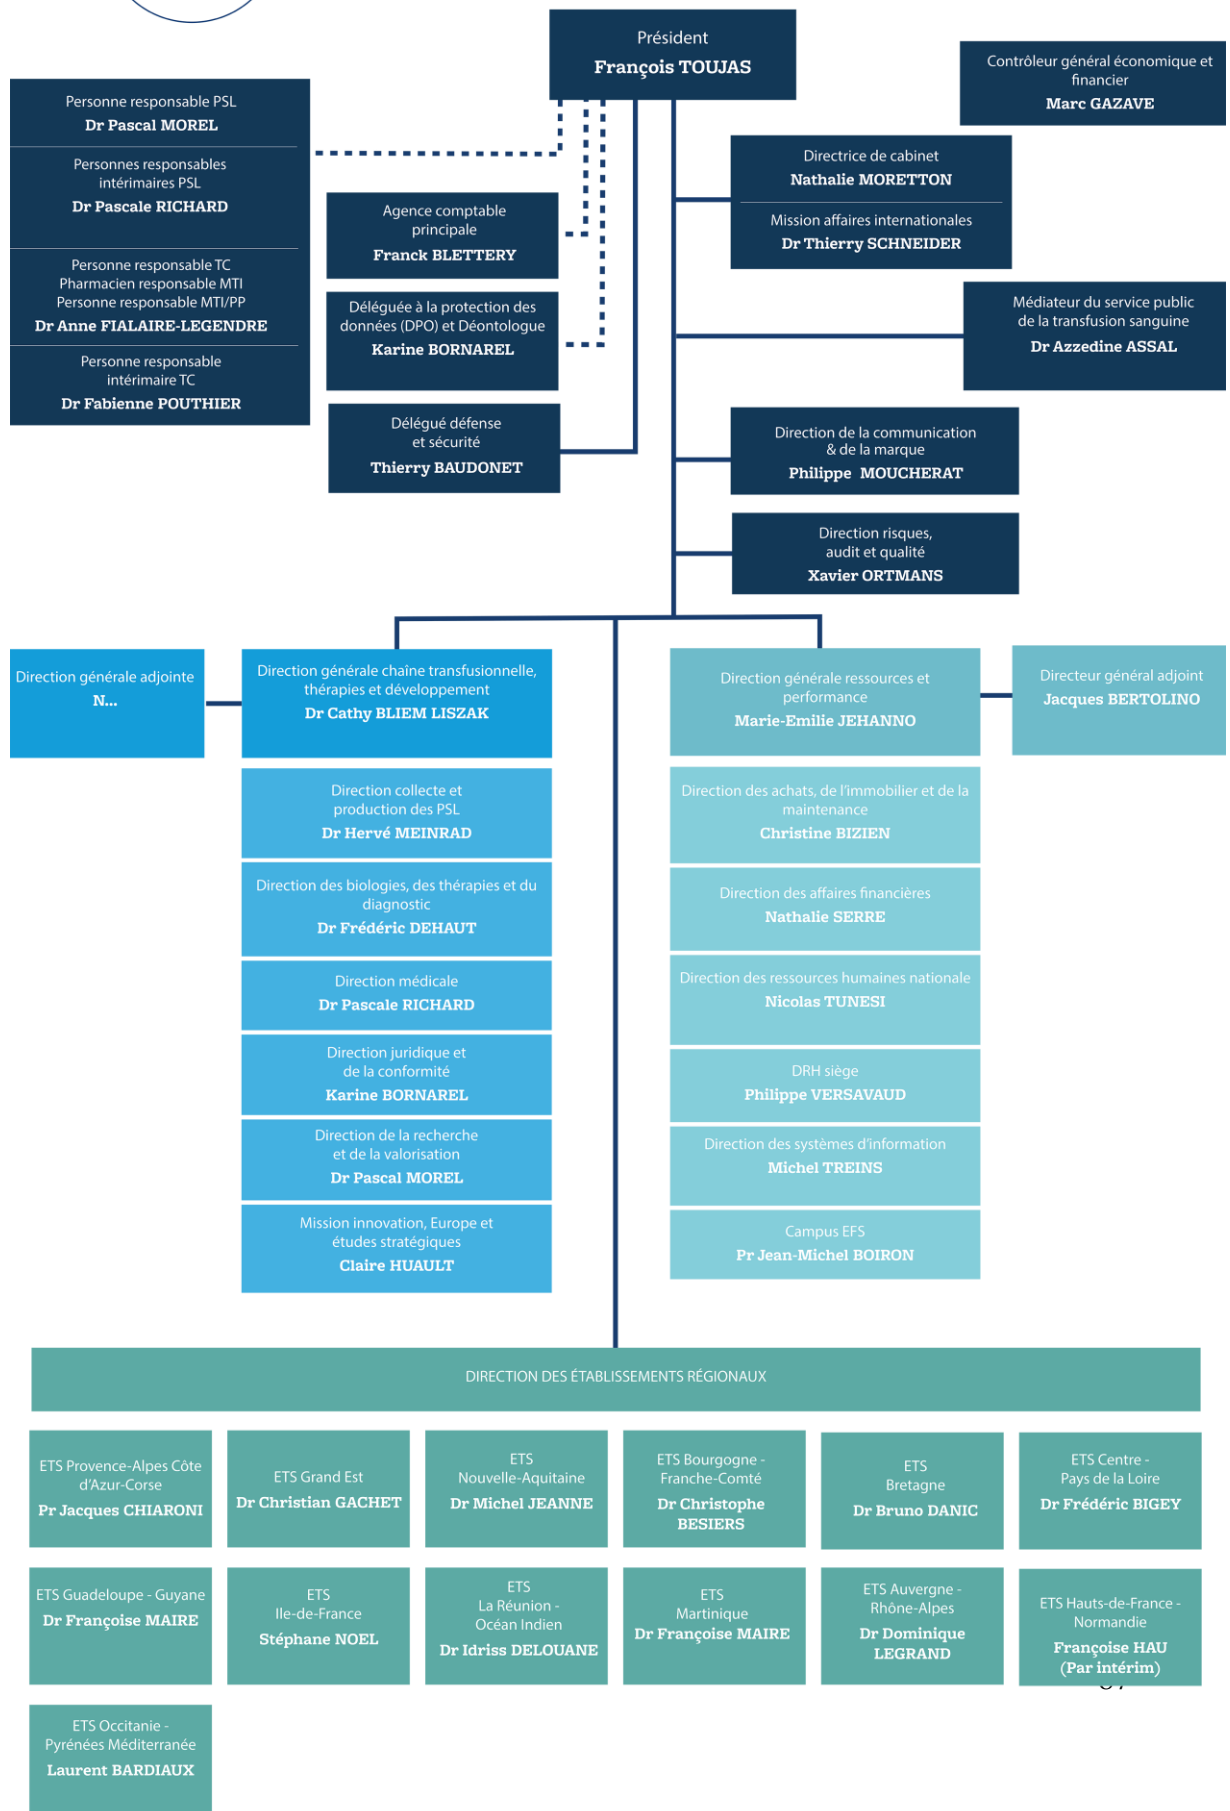 Président
François TOUJAS
Contrôleur général économique et
financier
Marc GAZAVE
Personne responsable PSL
Dr Pascal MOREL
Personnes responsables
intérimaires PSL
Dr Pascale RICHARD
Personne responsable TC
Pharmacien responsable MTI
Personne responsable MTI/PP
Dr Anne FIALAIRE-LEGENDRE
Personne responsable
intérimaire TC
Dr Fabienne POUTHIER
Agence comptable
principale
Franck BLETTERY
Déléguée à la protection des
données (DPO) et Déontologue
Karine BORNAREL
Délégué défense
et sécurité
Thierry BAUDONET
Directrice de cabinet
Nathalie MORETTON
Mission affaires internationales
Dr Thierry SCHNEIDER
Médiateur du service public
de la transfusion sanguine
Dr Azzedine ASSAL
Direction de la communication
& de la marque
Philippe MOUCHERAT
Direction risques,
audit et qualité
Xavier ORTMANS
Direction générale adjointe
N...
Direction générale chaîne transfusionnelle,
thérapies et développement
Dr Cathy BLIEM LISZAK
Direction collecte et
production des PSL
Dr Hervé MEINRAD
Direction des biologies, des thérapies et du
diagnostic
Dr Frédéric DEHAUT
Direction médicale
Dr Pascale RICHARD
Direction juridique et
de la conformité
Karine BORNAREL
Direction de la recherche
et de la valorisation
Dr Pascal MOREL
Mission innovation, Europe et
études stratégiques
Claire HUAULT
Direction générale ressources et
performance
Marie-Emilie JEHANNO
Directeur général adjoint
Jacques BERTOLINO
Direction des achats, de l'immobilier et de la
maintenance
Christine BIZIEN
Direction des affaires financières
Nathalie SERRE
Direction des ressources humaines nationale
Nicolas TUNESI
DRH siège
Philippe VERSAVAUD
Direction des systèmes d'information
Michel TREINS
Campus EFS
Pr Jean-Michel BOIRON
DIRECTION DES ÉTABLISSEMENTS RÉGIONAUX
ETS Provence-Alpes Côte
d'Azur-Corse
Pr Jacques CHIARONI
ETS Grand Est
Dr Christian GACHET
ETS
Nouvelle-Aquitaine
Dr Michel JEANNE
ETS Bourgogne -
Franche-Comté
Dr Christophe
BESIERS
ETS
Bretagne
Dr Bruno DANIC
ETS Centre -
Pays de la Loire
Dr Frédéric BIGEY
ETS Guadeloupe - Guyane
Dr Françoise MAIRE
ETS
Ile-de-France
Stéphane NOEL
ETS
La Réunion -
Océan Indien
Dr Idriss DELOUANE
ETS
Martinique
Dr Françoise MAIRE
ETS Auvergne -
Rhône-Alpes
Dr Dominique
LEGRAND
ETS Hauts-de-France -
Normandie
Françoise HAU
(Par intérim)
ETS Occitanie -
Pyrénées Méditerranée
Laurent BARDIAUX